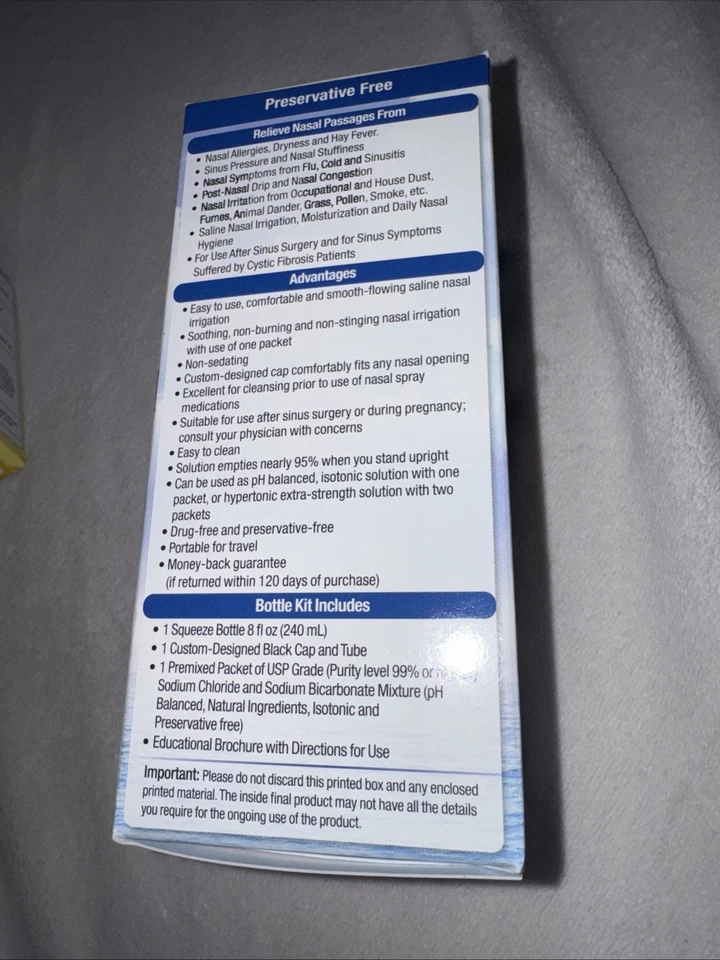 Preservative Free
Relieve Nasal Passages From
• Nasal Allergies, Dryness and Hay Fever.
• Sinus Pressure and Nasal Stuffiness
• Nasal Symptoms from Flu, Cold and Sinusitis
• Post-Nasal Drip and Nasal Congestion
• Nasal Irritation from Occupational and House Dust,
Fumes, Animal Dander, Grass, Pollen, Smoke, etc.
• Saline Nasal Irrigation, Moisturization and Daily Nasal
Hygiene
• For Use After Sinus Surgery and for Sinus Symptoms
Suffered by Cystic Fibrosis Patients
Advantages
• Easy to use, comfortable and smooth-flowing saline nasal
irrigation
• Soothing, non-burning and non-stinging nasal irrigation
with use of one packet
• Non-sedating
• Custom-designed cap comfortably fits any nasal opening
• Excellent for cleansing prior to use of nasal spray
medications
• Suitable for use after sinus surgery or during pregnancy;
consult your physician with concerns
• Easy to clean
• Solution empties nearly 95% when you stand upright
• Can be used as pH balanced, isotonic solution with one
packet, or hypertonic extra-strength solution with two
packets
• Drug-free and preservative-free
• Portable for travel
• Money-back guarantee
(if returned within 120 days of purchase)
Bottle Kit Includes
• 1 Squeeze Bottle 8 fl oz (240 mL)
• 1 Custom-Designed Black Cap and Tube
• 1 Premixed Packet of USP Grade (Purity level 99% or
Sodium Chloride and Sodium Bicarbonate Mixture (pH
Balanced, Natural Ingredients, Isotonic and
Preservative free)
• Educational Brochure with Directions for Use
Important: Please do not discard this printed box and any enclosed
printed material. The inside final product may not have all the details
you require for the ongoing use of the product.